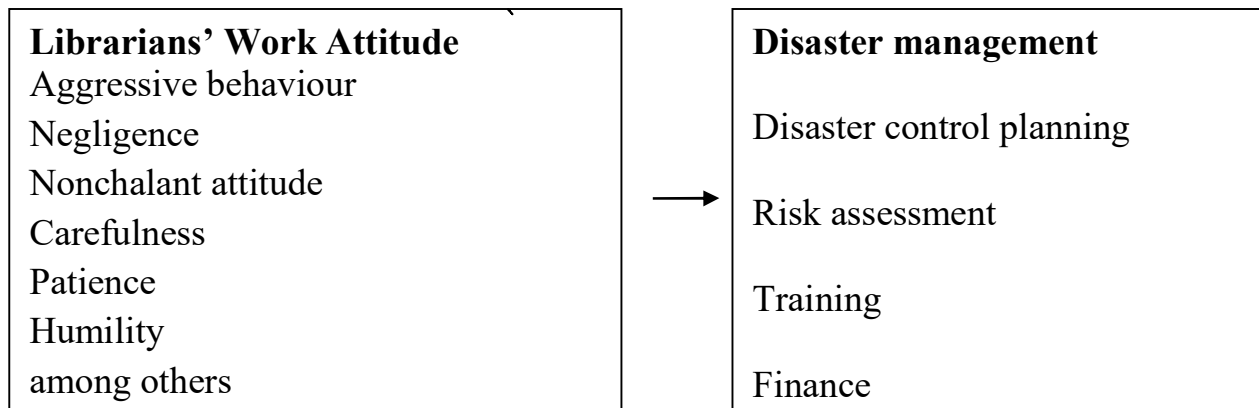 Librarians’ Work Attitude
Aggressive behaviour
Negligence
Nonchalant attitude
Carefulness
Patience
Humility
among others
Disaster management
Disaster control planning
Risk assessment
Training
Finance